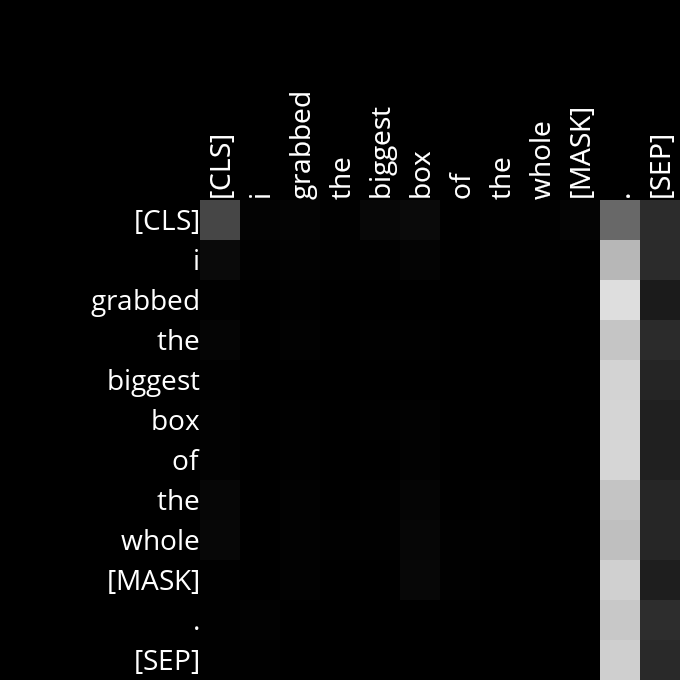 [CLS] i grabbed the biggest box of the whole [MASK] . [SEP]
[CLS]
i
grabbed
the
biggest
box
of
the
whole
[MASK]
.
[SEP]